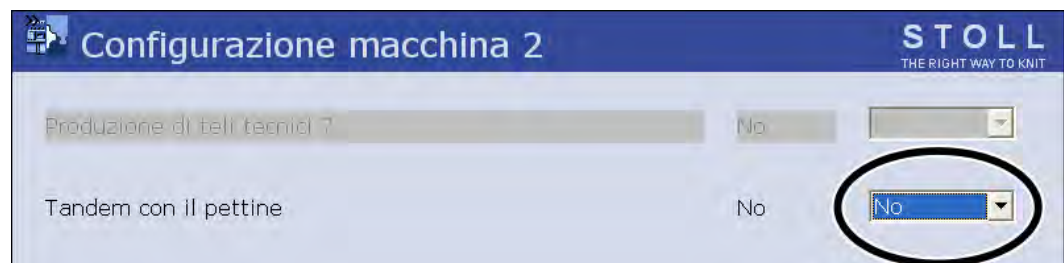 Configurazione macchina 2
STOLL
THE RIGHT WAY TO KNIT
Produzione di teli tecnici ? No
Tandem con il pettine No No